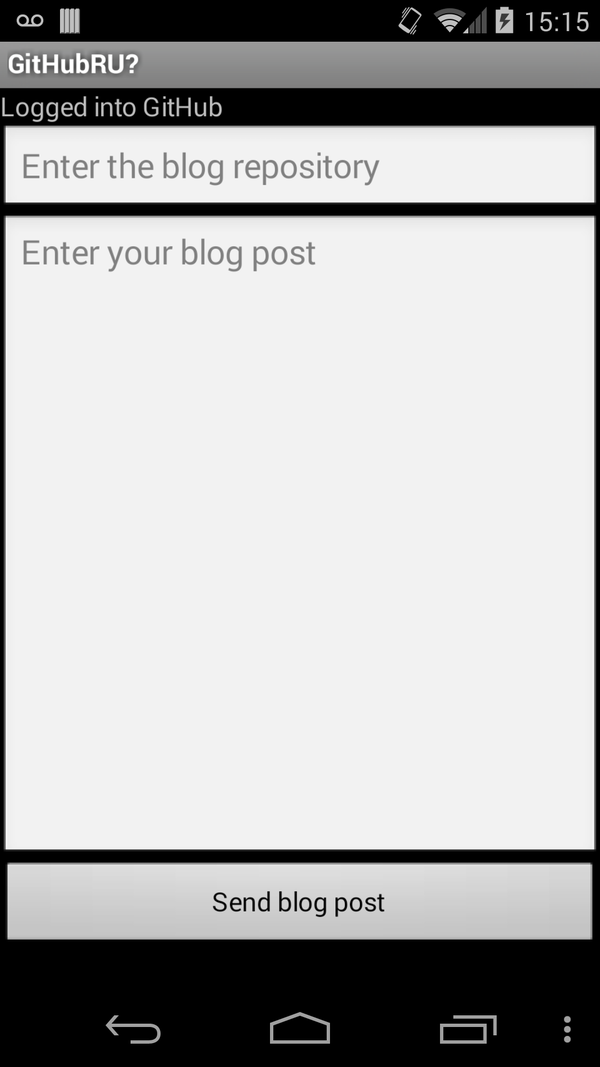 15:15
GitHubRU?
Logged into GitHub
Enter the blog repository
Enter your blog post
Send blog post